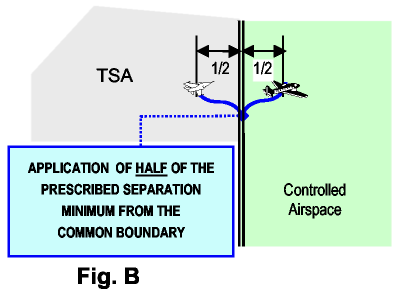 1/2
1/2
TSA
APPLICATION OF HALF OF THE
PRESCRIBED SEPARATION
MINIMUM FROM THE
COMMON BOUNDARY
Controlled
Airspace
Fig. B